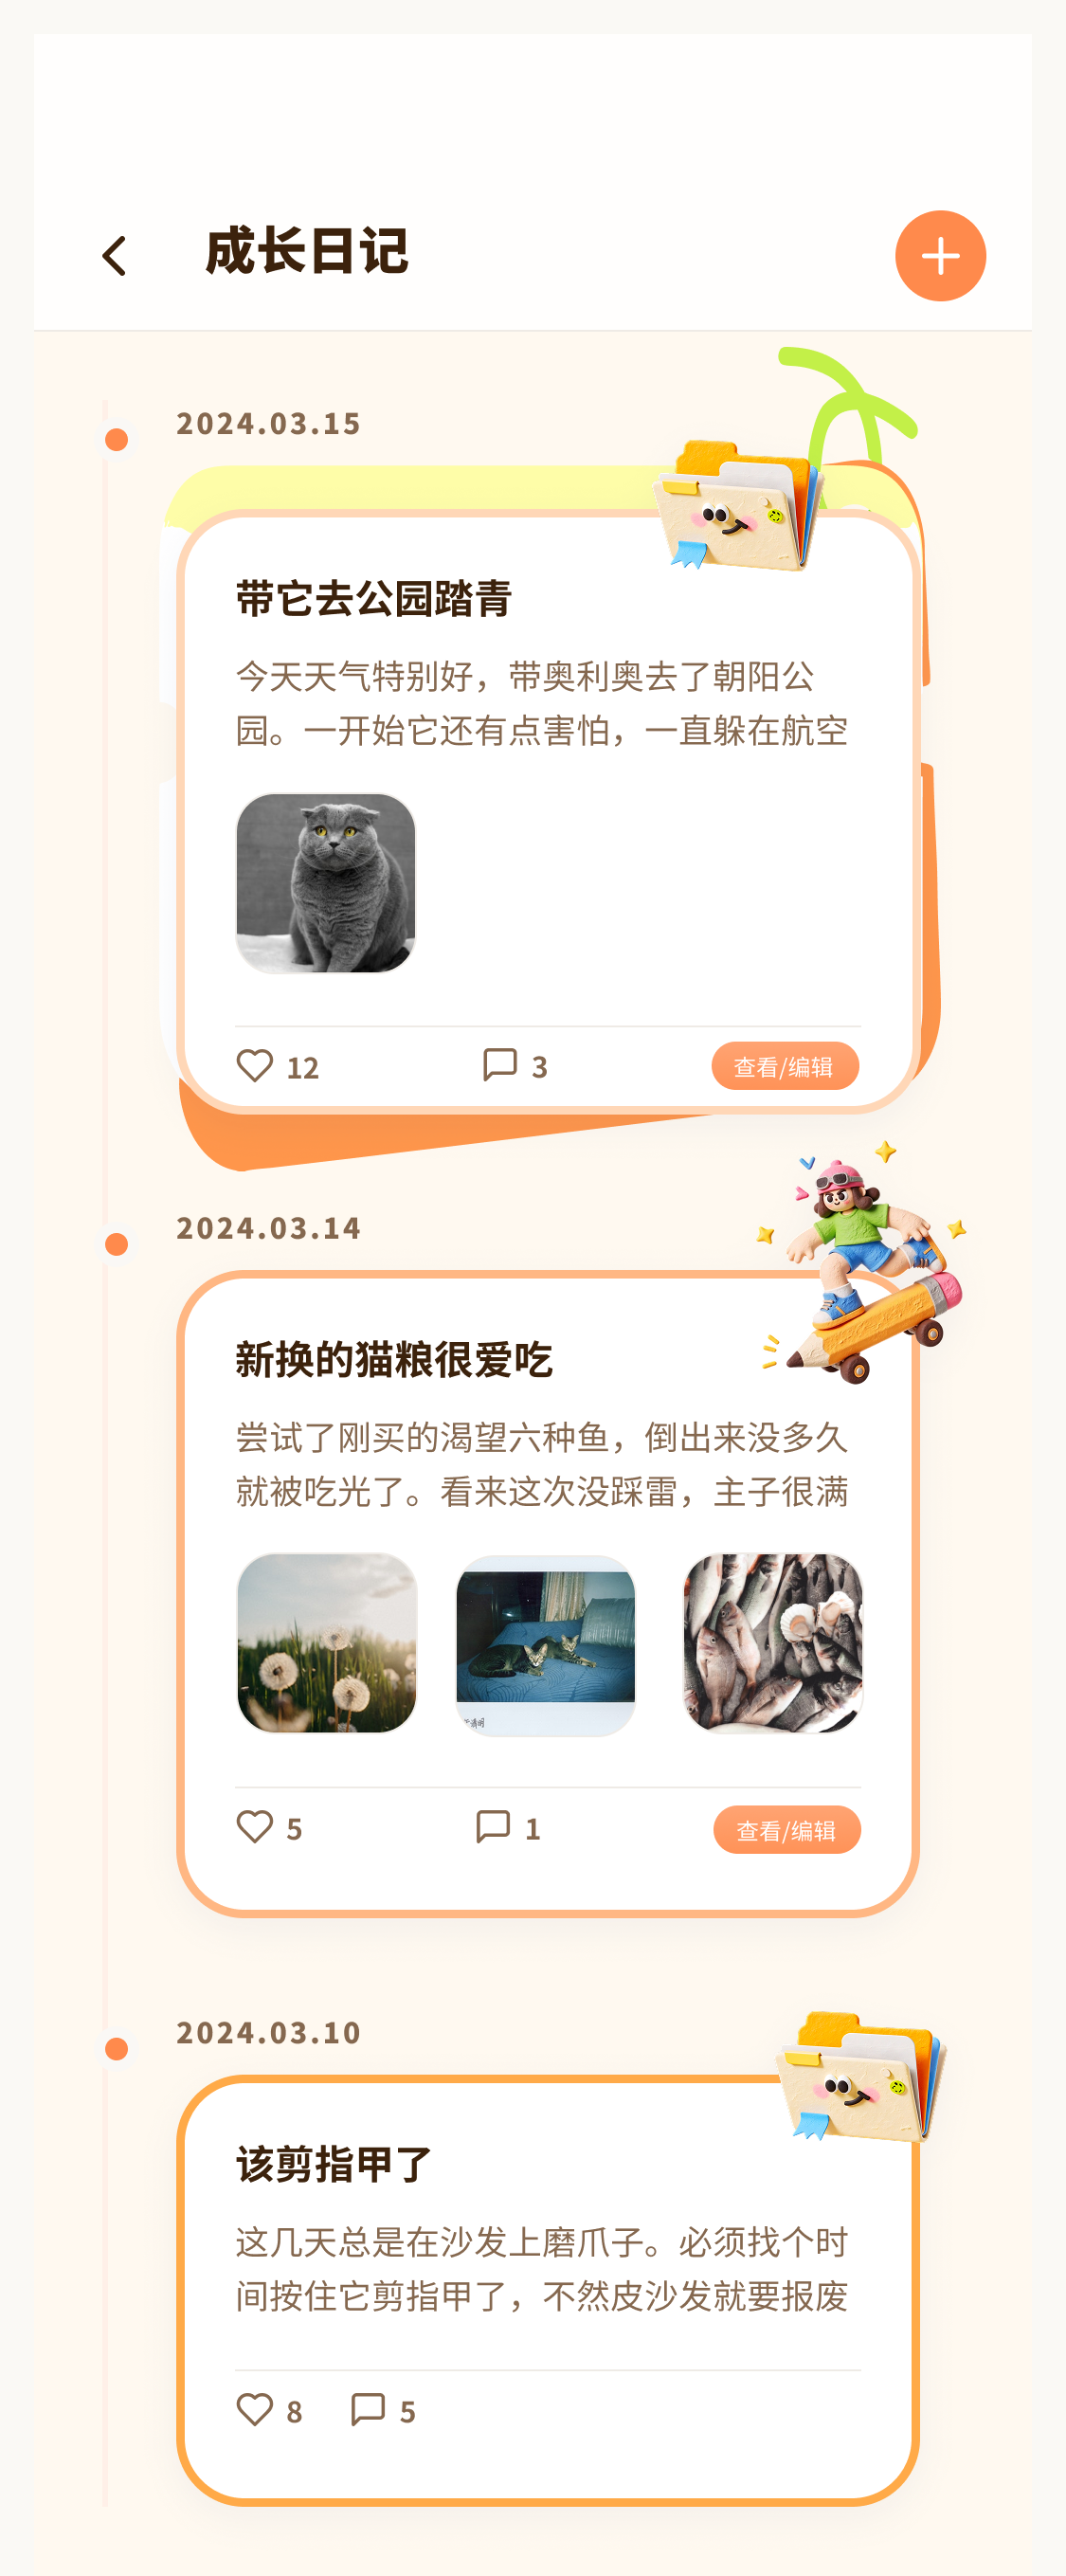 成长日记
2024.03.15
带它去公园踏青
今天天气特别好，带奥利奥去了朝阳公
园。一开始它还有点害怕，一直躲在航空
12
3
查看/编辑
2024.03.14
新换的猫粮很爱吃
尝试了刚买的渴望六种鱼，倒出来没多久
就被吃光了。看来这次没踩雷，主子很满
5
1
查看/编辑
2024.03.10
该剪指甲了
这几天总是在沙发上磨爪子。必须找个时
间按住它剪指甲了，不然皮沙发就要报废
8
5